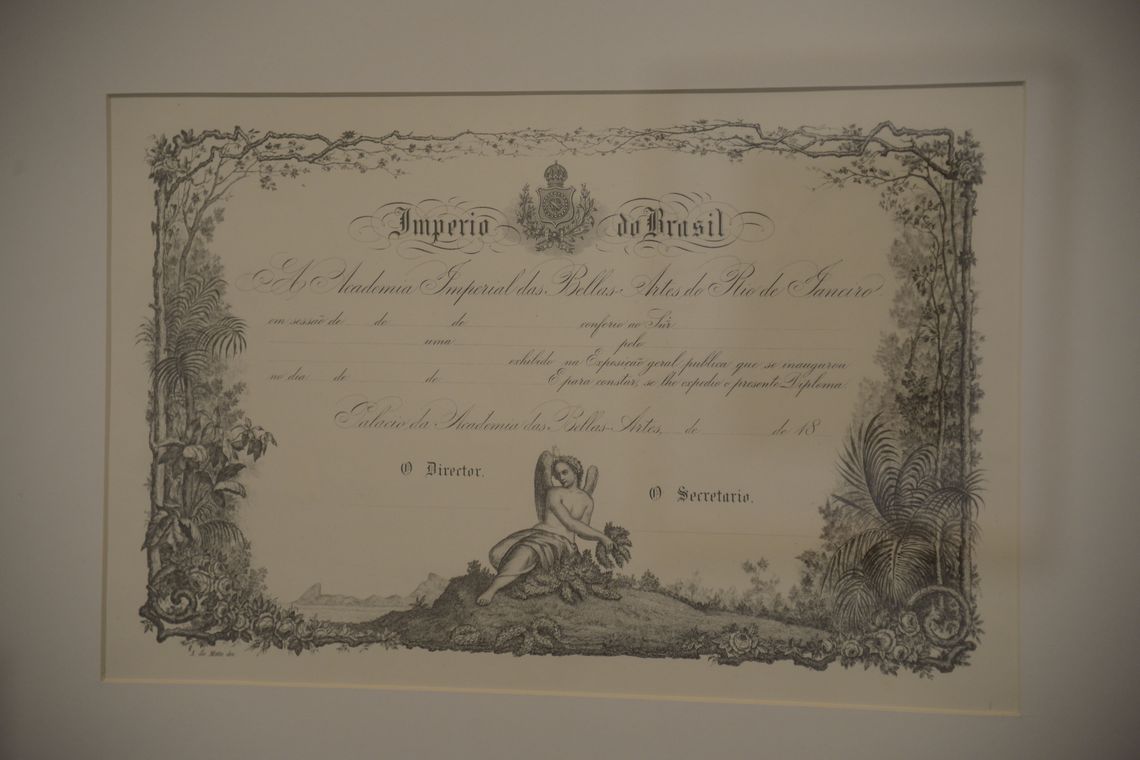 Imperio do Brasil
A Academia Imperial das Bellas-Artes do Rio de Janeiro
em sessão de de de conferio ao Snr.
uma pelo
exhibido na Exposição geral publica que se inaugurou
no dia de de E para constar, se lhe expedio o presente Diploma.
Palacio da Academia das Bellas-Artes, de de 18
O Director.
O Secretario.